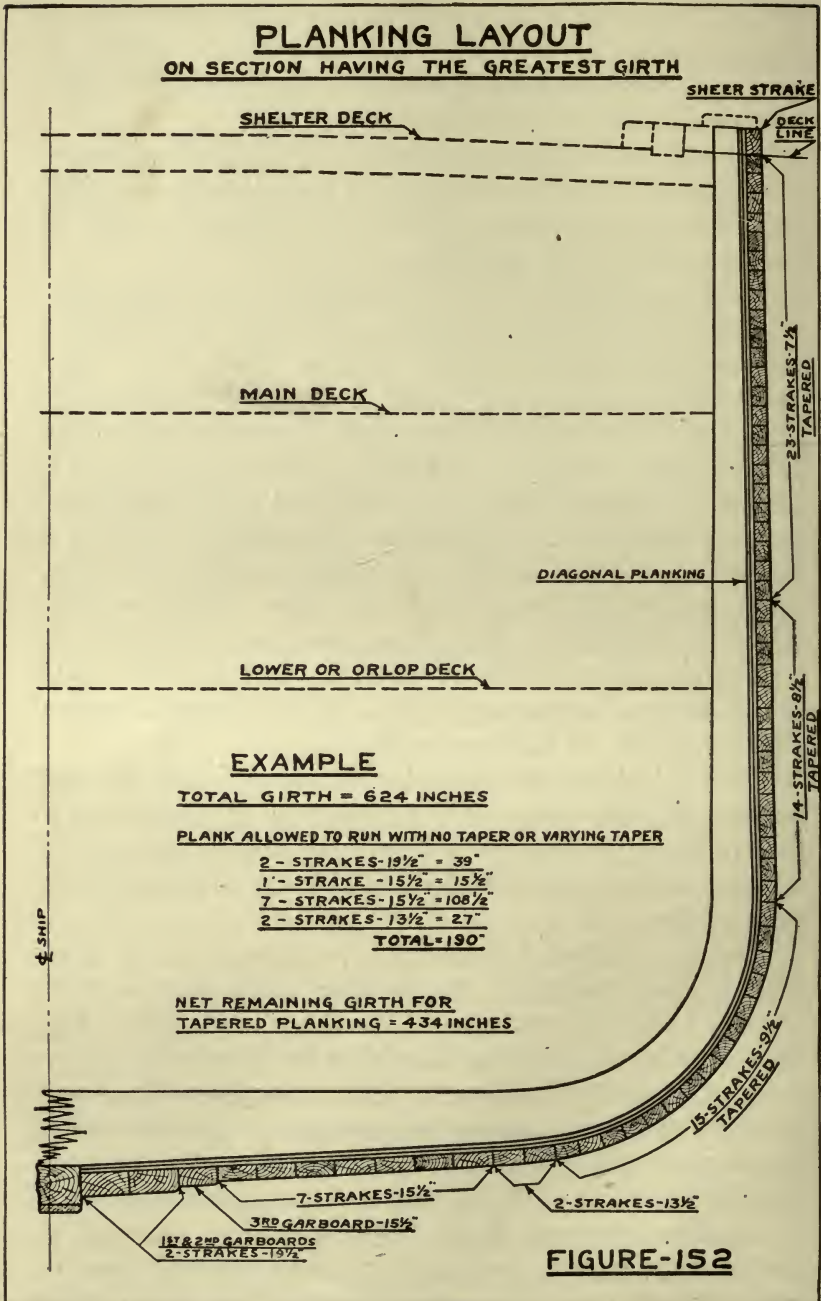 PLANKING LAYOUT
ON SECTION HAVING THE GREATEST GIRTH
SHEER STRAKE
SHELTER DECK
DECK
LINE
23-STRAKES-7½"
TAPERED
MAIN DECK
DIAGONAL PLANKING
LOWER OR ORLOP DECK
14-STRAKES-8½"
TAPERED
EXAMPLE
TOTAL GIRTH = 624 INCHES
PLANK ALLOWED TO RUN WITH NO TAPER OR VARYING TAPER
2 - STRAKES-19½" = 39"
1 - STRAKE - 15½" = 15½"
7 - STRAKES-15½" = 108½"
2 - STRAKES-13½" = 27"
TOTAL=190"
℄ SHIP
NET REMAINING GIRTH FOR
TAPERED PLANKING = 434 INCHES
15-STRAKES-9½"
TAPERED
7-STRAKES-15½"
2-STRAKES-13½"
3RD GARBOARD-15½"
1ST & 2ND GARBOARDS
2-STRAKES-19½"
FIGURE-152